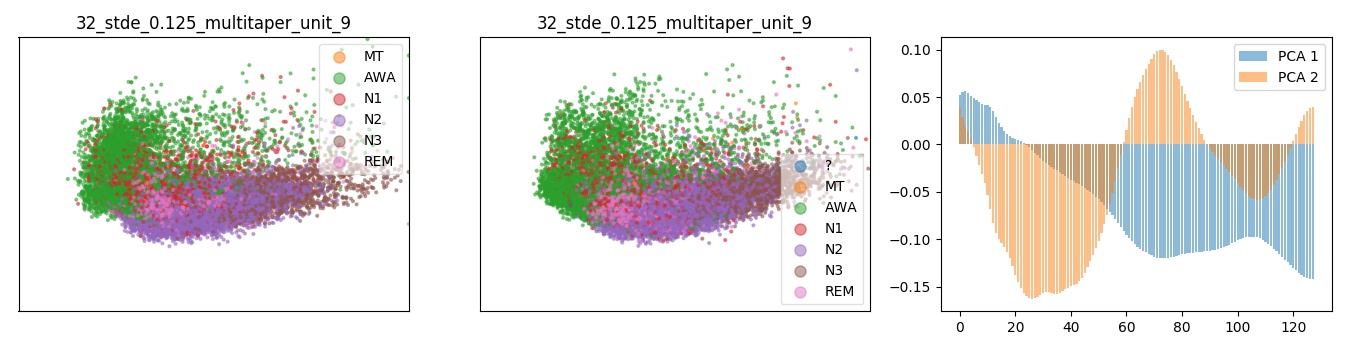 32_stde_0.125_multitaper_unit_9
MT
AWA
N1
N2
N3
REM
32_stde_0.125_multitaper_unit_9
?
MT
AWA
N1
N2
N3
REM
PCA 1
PCA 2
0.10
0.05
0.00
−0.05
−0.10
−0.15
0 20 40 60 80 100 120